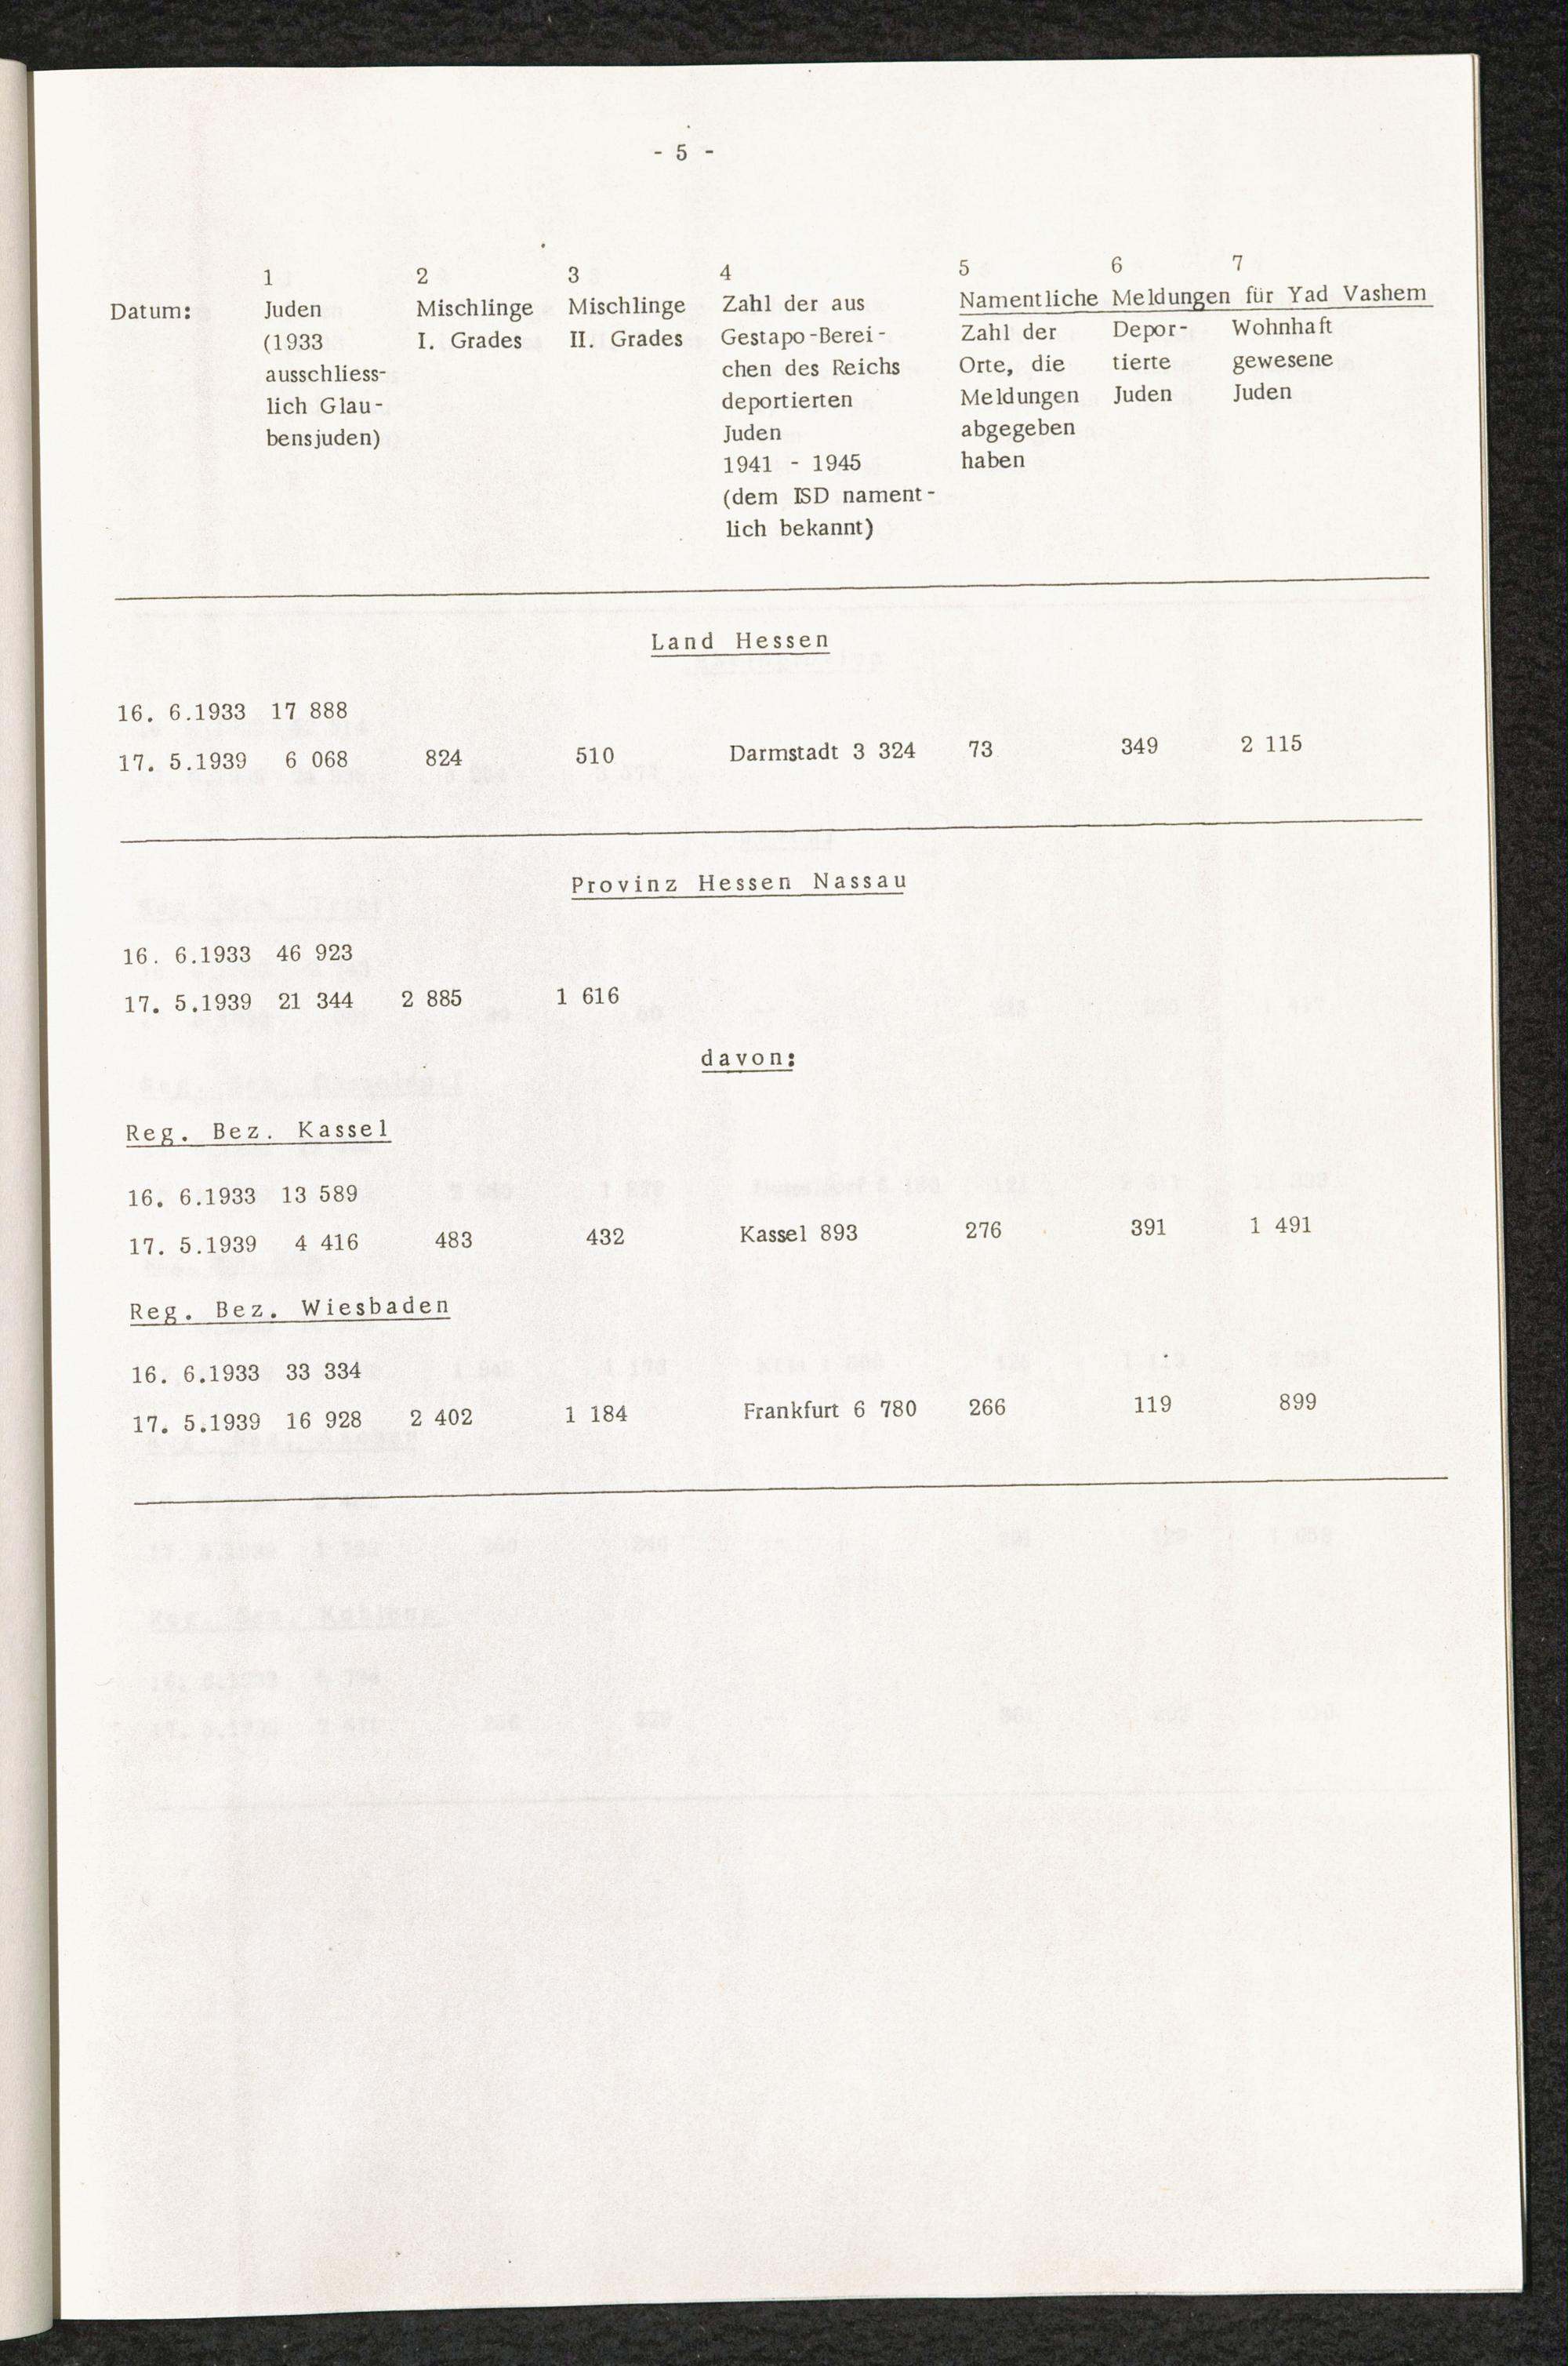 - 5 -
1 2 3 4 5 6 7
Datum: Juden Mischlinge Mischlinge Zahl der aus Namentliche Meldungen für Yad Vashem
(1933 I. Grades II. Grades Gestapo-Berei- Zahl der Depor- Wohnhaft
ausschliess- chen des Reichs Orte, die tierte gewesene
lich Glau- deportierten Meldungen Juden Juden
bensjuden) Juden abgegeben
1941 - 1945 haben
(dem ISD nament-
lich bekannt)
Land Hessen
16. 6.1933 17 888
17. 5.1939 6 068 824 510 Darmstadt 3 324 73 349 2 115
Provinz Hessen Nassau
16. 6.1933 46 923
17. 5.1939 21 344 2 885 1 616
davon:
Reg. Bez. Kassel
16. 6.1933 13 589
17. 5.1939 4 416 483 432 Kassel 893 276 391 1 491
Reg. Bez. Wiesbaden
16. 6.1933 33 334
17. 5.1939 16 928 2 402 1 184 Frankfurt 6 780 266 119 899